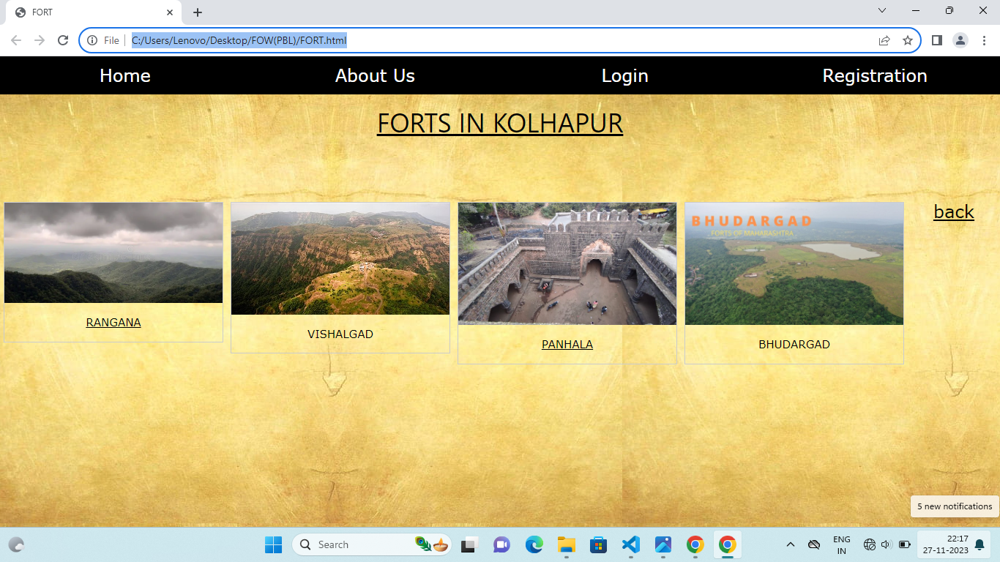 FORT
File
C:/Users/Lenovo/Desktop/FOW(PBL)/FORT.html
Home
About Us
Login
Registration
FORTS IN KOLHAPUR
BHUDARGAD
FORTS OF MAHARASHTRA
back
RANGANA
VISHALGAD
PANHALA
BHUDARGAD
5 new notifications
Search
ENG
IN
22:17
27-11-2023